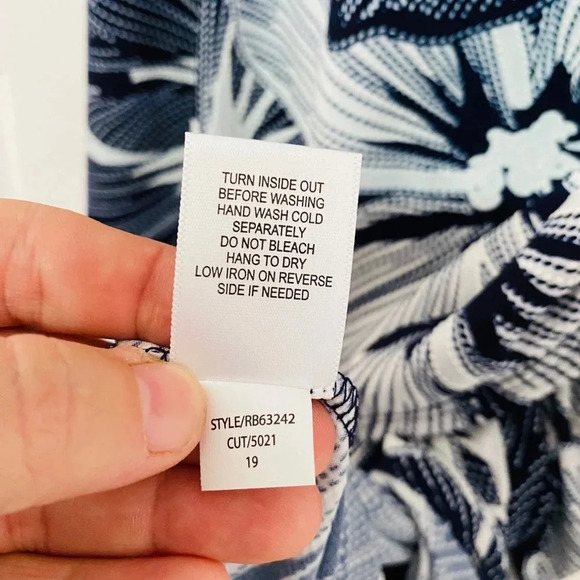 TURN INSIDE OUT
BEFORE WASHING
HAND WASH COLD
SEPARATELY
DO NOT BLEACH
HANG TO DRY
LOW IRON ON REVERSE
SIDE IF NEEDED
STYLE/RB63242
CUT/5021
19